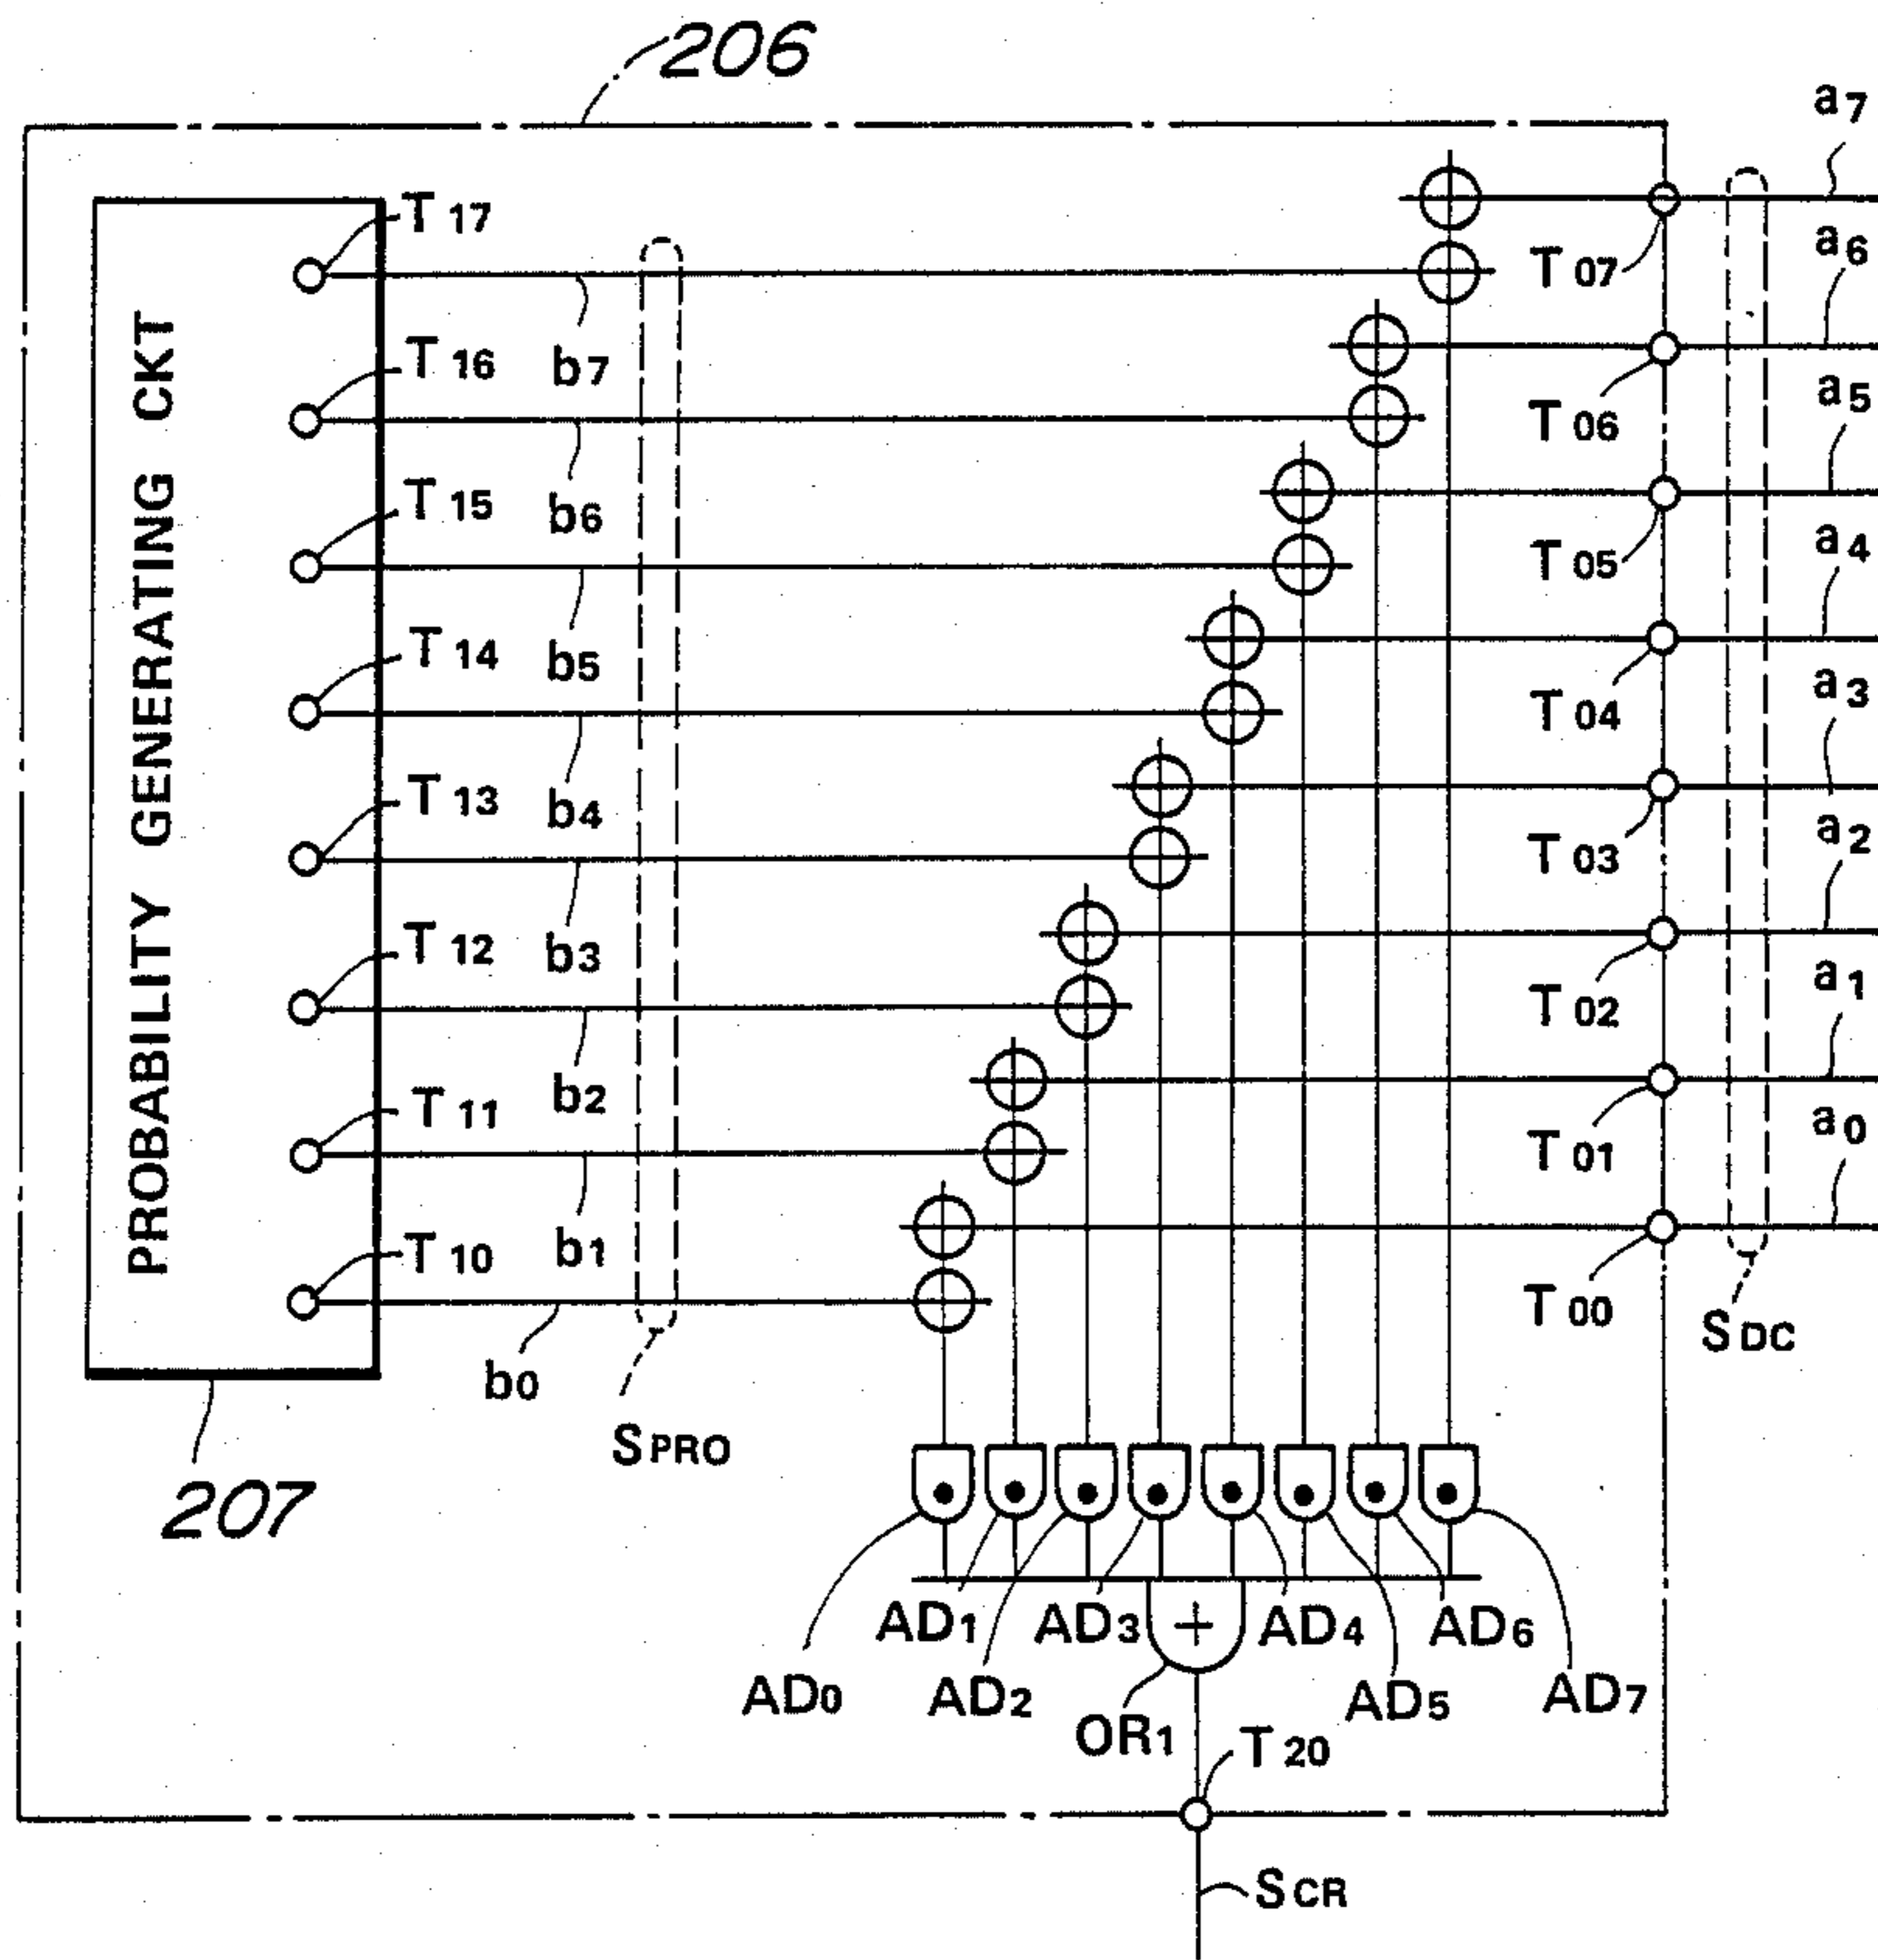 206
a7
T17
a6
T07
b7
T16
a5
T06
b6
T15
a4
T05
b5
T14
a3
T04
b4
T13
a2
T03
b3
T12
a1
T02
b2
T11
a0
T01
b1
T10
T00
SDC
b0
SPRO
PROBABILITY GENERATING CKT
207
AD1
AD3
+
AD4
AD6
AD0
AD2
OR1
AD5
AD7
T20
SCR